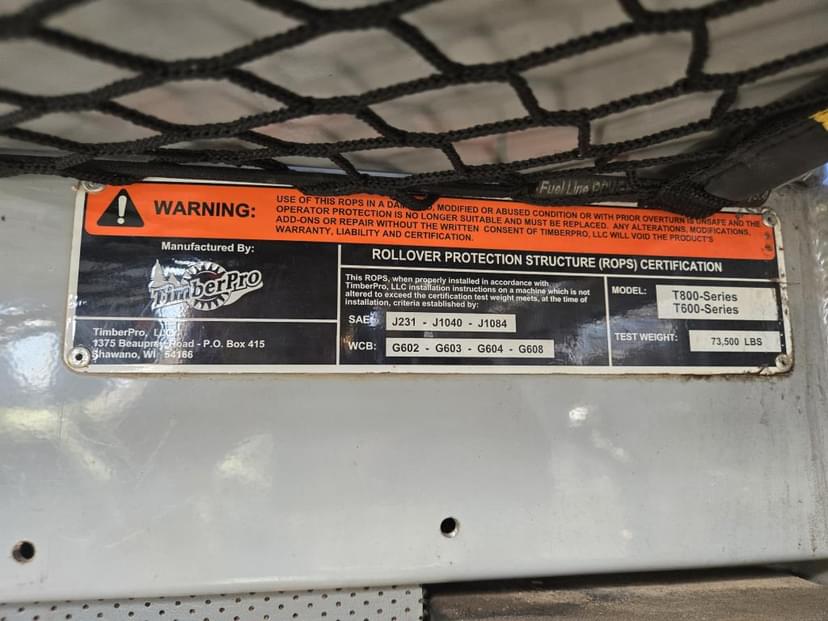 Fuel Line
WARNING:
USE OF THIS ROPS IN A MODIFIED OR ABUSED CONDITION OR WITH PRIOR OVERTURN IS UNSAFE AND THE
OPERATOR PROTECTION IS NO LONGER SUITABLE AND MUST BE REPLACED. ANY ALTERATIONS, MODIFICATIONS,
ADD-ONS OR REPAIR WITHOUT THE WRITTEN CONSENT OF TIMBERPRO, LLC WILL VOID THE PRODUCT'S
WARRANTY, LIABILITY AND CERTIFICATION.
Manufactured By:
TimberPro
TimberPro, LLC
1375 Beauprey Road - P.O. Box 415
Shawano, WI 54166
ROLLOVER PROTECTION STRUCTURE (ROPS) CERTIFICATION
This ROPS, when properly installed in accordance with
TimberPro, LLC installation instructions on a machine which is not
altered to exceed the certification test weight meets, at the time of
installation, criteria established by:
SAE: J231 - J1040 - J1084
WCB: G602 - G603 - G604 - G608
MODEL: T800-Series
T600-Series
TEST WEIGHT: 73,500 LBS